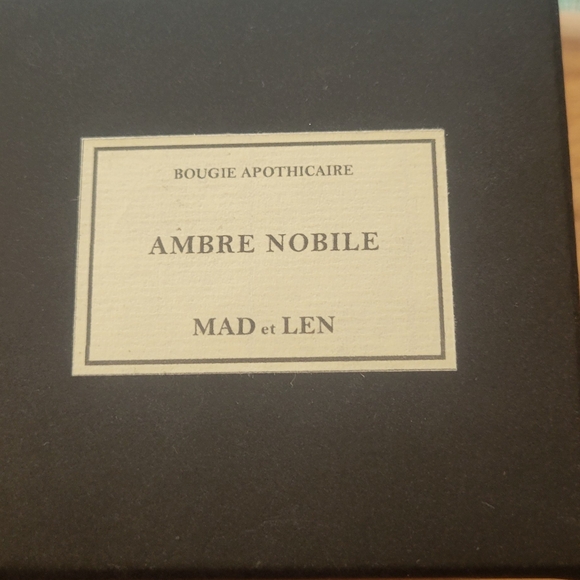 BOUGIE APOTHICAIRE
AMBRE NOBILE
MAD et LEN